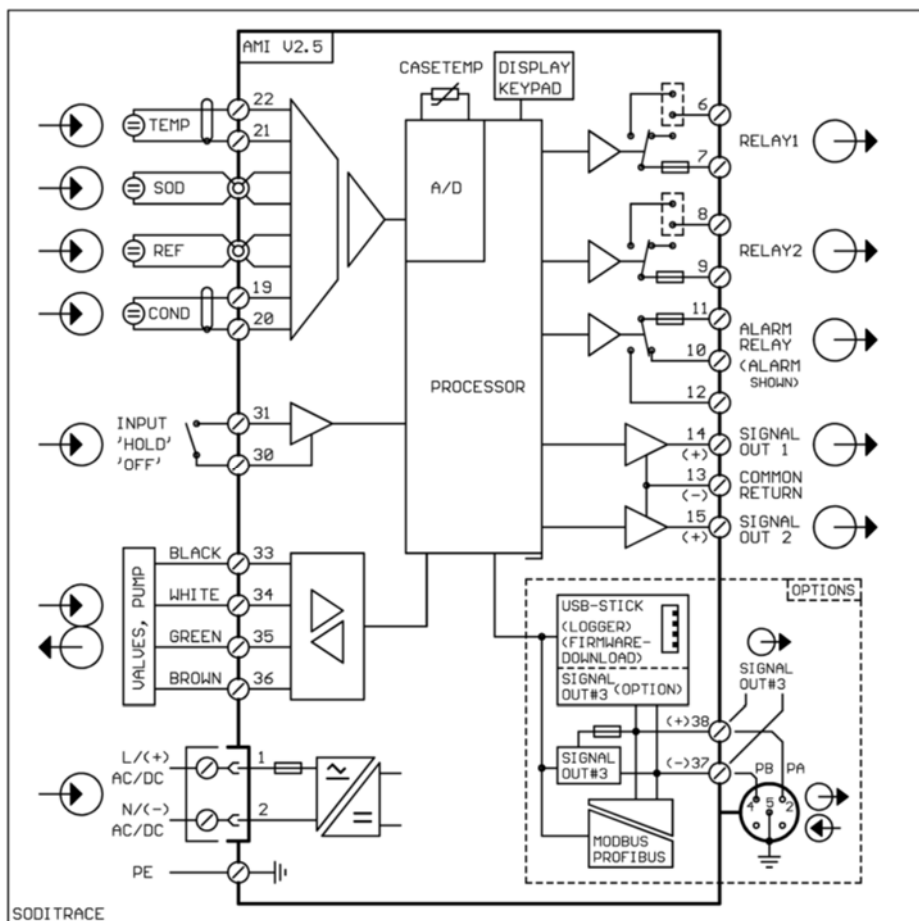 AMI V2.5
CASETEMP
DISPLAY
KEYPAD
22
TEMP
21
SOD
REF
19
COND
20
A/D
PROCESSOR
6
RELAY1
7
8
RELAY2
9
11
ALARM
RELAY
10
(ALARM
SHOWN)
12
INPUT
'HOLD'
'OFF'
31
30
14
(+)
SIGNAL
OUT 1
13
(-)
COMMON
RETURN
15
(+)
SIGNAL
OUT 2
VALVES, PUMP
BLACK
33
WHITE
34
GREEN
35
BROWN
36
OPTIONS
USB-STICK
(LOGGER)
(FIRMWARE-
DOWNLOAD)
SIGNAL
OUT#3 (OPTION)
SIGNAL
OUT#3
(+)38
(-)37
SIGNAL
OUT#3
PB
PA
4
5
2
MODBUS
PROFIBUS
L/(+)
AC/DC
1
N/(-)
AC/DC
2
PE
SODITRACE